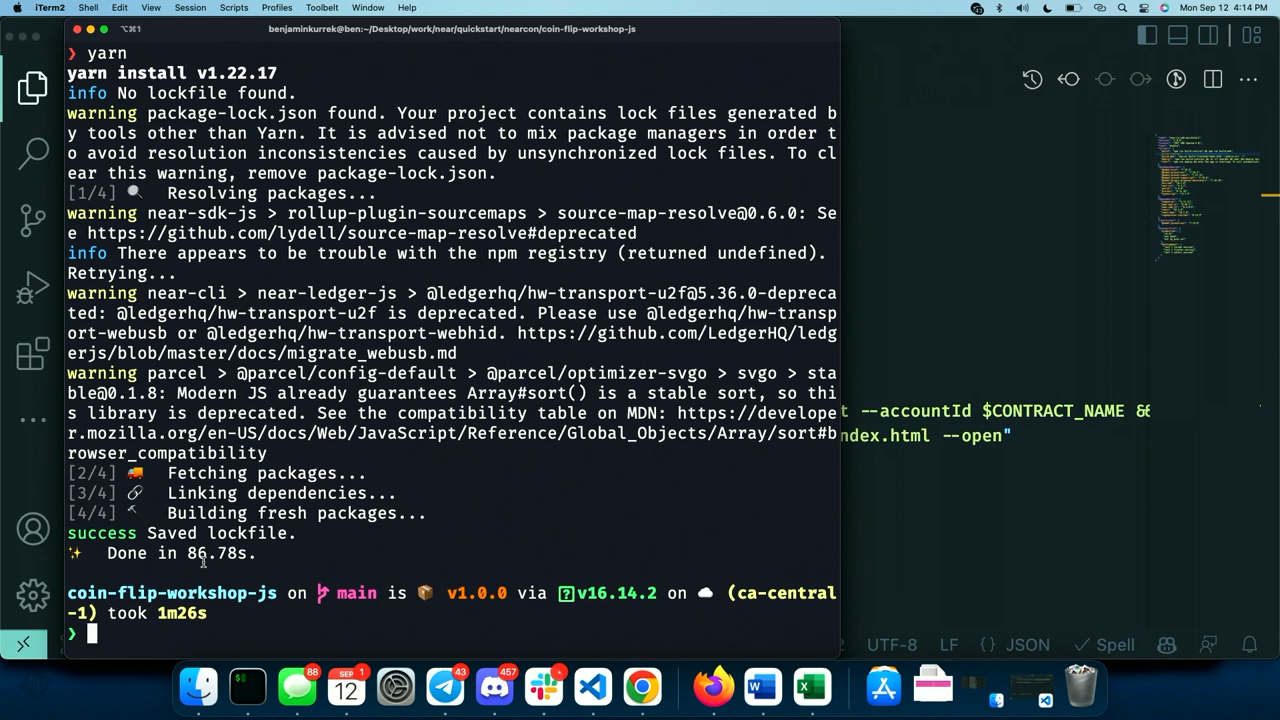 iTerm2 Shell Edit View Session Scripts Profiles Toolbelt Window Help
Mon Sep 12 4:14 PM
⌥⌘1
benjaminkurrek@ben:~/Desktop/work/near/quickstart/nearcon/coin-flip-workshop-js
❯ yarn
yarn install v1.22.17
info No lockfile found.
warning package-lock.json found. Your project contains lock files generated b
y tools other than Yarn. It is advised not to mix package managers in order t
o avoid resolution inconsistencies caused by unsynchronized lock files. To cl
ear this warning, remove package-lock.json.
[1/4] 🔍 Resolving packages...
warning near-sdk-js > rollup-plugin-sourcemaps > source-map-resolve@0.6.0: Se
e https://github.com/lydell/source-map-resolve#deprecated
info There appears to be trouble with the npm registry (returned undefined).
Retrying...
warning near-cli > near-ledger-js > @ledgerhq/hw-transport-u2f@5.36.0-depreca
ted: @ledgerhq/hw-transport-u2f is deprecated. Please use @ledgerhq/hw-transp
ort-webusb or @ledgerhq/hw-transport-webhid. https://github.com/LedgerHQ/ledg
erjs/blob/master/docs/migrate_webusb.md
warning parcel > @parcel/config-default > @parcel/optimizer-svgo > svgo > sta
ble@0.1.8: Modern JS already guarantees Array#sort() is a stable sort, so thi
s library is deprecated. See the compatibility table on MDN: https://develope
r.mozilla.org/en-US/docs/Web/JavaScript/Reference/Global_Objects/Array/sort#b
rowser_compatibility
[2/4] 🚚 Fetching packages...
[3/4] 🔗 Linking dependencies...
[4/4] 🔨 Building fresh packages...
success Saved lockfile.
✨ Done in 86.78s.
coin-flip-workshop-js on main is 📦 v1.0.0 via v16.14.2 on ☁️ (ca-central
-1) took 1m26s
❯
t --accountId $CONTRACT_NAME &&
ndex.html --open"
UTF-8 LF {} JSON ✓ Spell
88
SEP 1
12
43
457